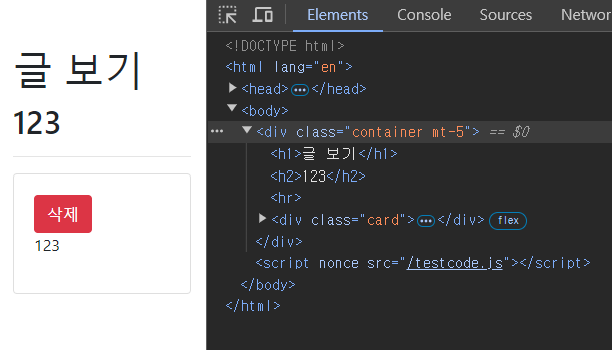 글 보기
123
삭제
123
Elements Console Sources Networ
<!DOCTYPE html>
<html lang="en">
<head>…</head>
<body>
… <div class="container mt-5"> == $0
<h1>글 보기</h1>
<h2>123</h2>
<hr>
<div class="card">…</div> flex
</div>
<script nonce src="/testcode.js"></script>
</body>
</html>